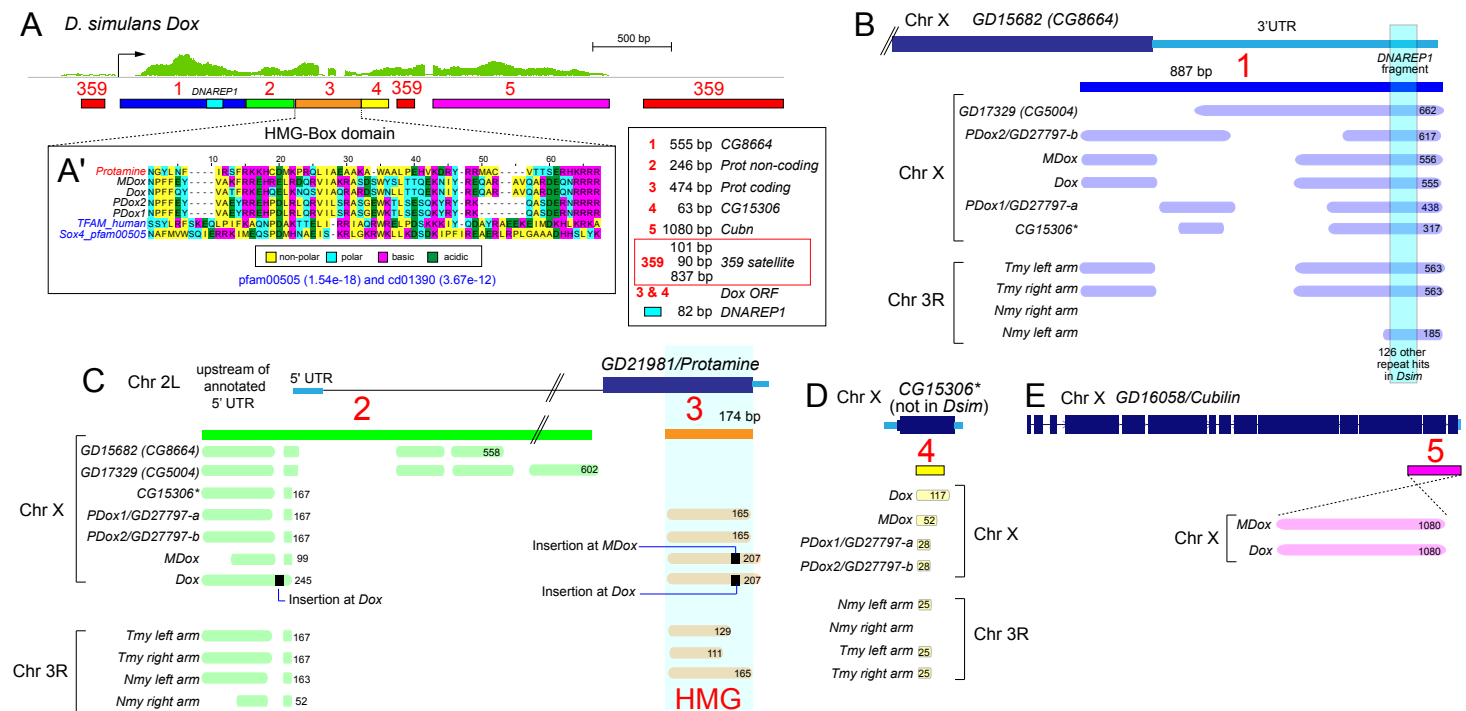 A
D. simulans Dox
500 bp
359 1 DNAREP1 2 3 4 359 5 359
HMG-Box domain
A'
1 10 20 30 40 50 60
Protamine
MDox
Dox
PDox2
PDox1
TFAM_human
Sox4_pfam00505
non-polar polar basic acidic
pfam00505 (1.54e-18) and cd01390 (3.67e-12)
1 555 bp CG8664
2 246 bp Prot non-coding
3 474 bp Prot coding
4 63 bp CG15306
5 1080 bp Cubn
101 bp
359 90 bp 359 satellite
837 bp
3 & 4 Dox ORF
82 bp DNAREP1
B
Chr X GD15682 (CG8664)
3'UTR
DNAREP1
fragment
887 bp 1
Chr X
GD17329 (CG5004) 662
PDox2/GD27797-b 617
MDox 556
Dox 555
PDox1/GD27797-a 438
CG15306* 317
Chr 3R
Tmy left arm 563
Tmy right arm 563
Nmy right arm
Nmy left arm 185
126 other
repeat hits
in Dsim
C
Chr 2L
upstream of
annotated
5' UTR
5' UTR
GD21981/Protamine
2
3
174 bp
Chr X
GD15682 (CG8664) 558
GD17329 (CG5004) 602
CG15306* 167
PDox1/GD27797-a 167 165
PDox2/GD27797-b 167 165
Insertion at MDox
MDox 99 207
Dox 245 207
Insertion at Dox
Insertion at Dox
Chr 3R
Tmy left arm 167 129
Tmy right arm 167 111
Nmy left arm 163 165
Nmy right arm 52
HMG
D
Chr X
CG15306*
(not in Dsim)
4
Dox 117
MDox 52
PDox1/GD27797-a 28
PDox2/GD27797-b 28
Chr X
Nmy left arm 25
Nmy right arm
Tmy left arm 25
Tmy right arm 25
Chr 3R
E
Chr X GD16058/Cubilin
5
Chr X
MDox 1080
Dox 1080